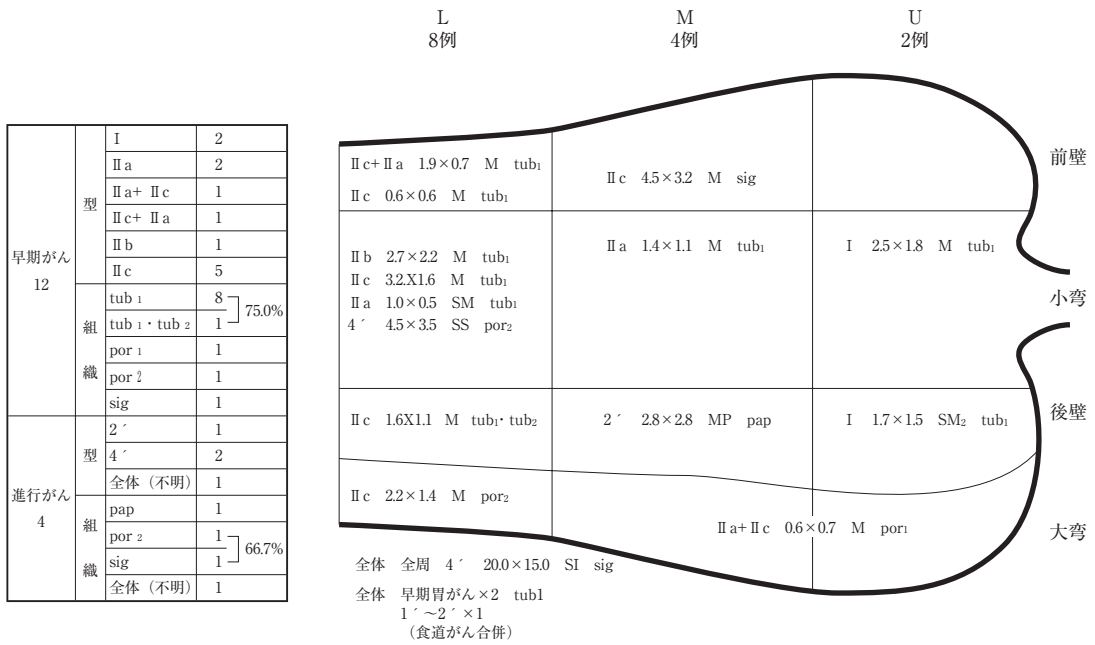 L M U
8例 4例 2例
早期がん
12
型
Ⅰ 2
Ⅱa 2
Ⅱa+ Ⅱc 1
Ⅱc+ Ⅱa 1
Ⅱb 1
Ⅱc 5
組織
tub 1 8
tub 1・tub 2 1
75.0%
por 1 1
por 2 1
sig 1
進行がん
4
型
2´ 1
4´ 2
全体（不明） 1
組織
pap 1
por 2 1
sig 1
66.7%
全体（不明） 1
Ⅱc+Ⅱa 1.9×0.7 M tub1
Ⅱc 0.6×0.6 M tub1
Ⅱc 4.5×3.2 M sig
前壁
Ⅱb 2.7×2.2 M tub1
Ⅱc 3.2.X1.6 M tub1
Ⅱa 1.0×0.5 SM tub1
4´ 4.5×3.5 SS por2
Ⅱa 1.4×1.1 M tub1
Ⅰ 2.5×1.8 M tub1
小弯
Ⅱc 1.6X1.1 M tub1・tub2
2´ 2.8×2.8 MP pap
Ⅰ 1.7×1.5 SM2 tub1
後壁
Ⅱc 2.2×1.4 M por2
Ⅱa+Ⅱc 0.6×0.7 M por1
大弯
全体 全周 4´ 20.0×15.0 SI sig
全体 早期胃がん×2 tub1
1´～2´×1
（食道がん合併）